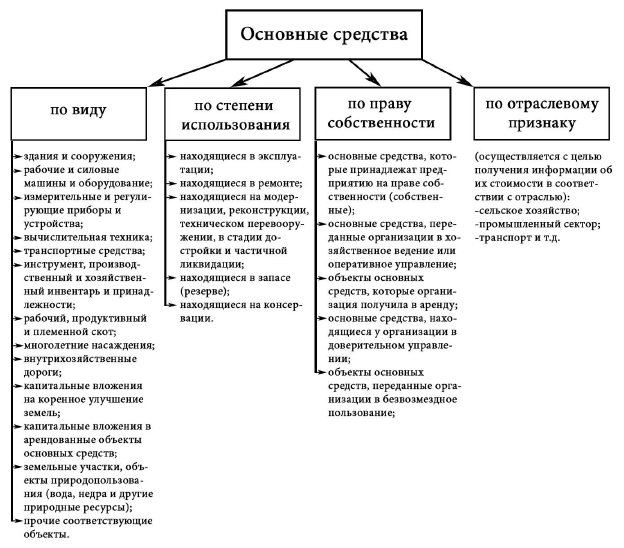 Основные средства
по виду
здания и сооружения;
рабочие и силовые
машины и оборудование;
измерительные и регули-
рующие приборы и
устройства;
вычислительная техника;
транспортные средства;
инструмент, производ-
ственный и хозяйствен-
ный инвентарь и принад-
лежности;
рабочий, продуктивный
и племенной скот;
многолетние насаждения;
внутрихозяйственные
дороги;
капитальные вложения
на коренное улучшение
земель;
капитальные вложения в
арендованные объекты
основных средств;
земельные участки, объ-
екты природопользова-
ния (вода, недра и другие
природные ресурсы);
прочие соответствующие
объекты.
по степени
использования
находящиеся в эксплуа-
тации;
находящиеся в ремонте;
находящиеся на модер-
низации, реконструкции,
техническом перевоору-
жении, в стадии до-
стройки и частичной
ликвидации;
находящиеся в запасе
(резерве);
находящиеся на консер-
вации.
по праву
собственности
основные средства, кото-
рые принадлежат пред-
приятию на праве соб-
ственности (собствен-
ные);
основные средства, пере-
данные организации в хо-
зяйственное ведение или
оперативное управление;
объекты основных
средств, которые органи-
зация получила в аренду;
основные средства, нахо-
дящиеся у организации в
доверительном управле-
нии;
объекты основных
средств, переданные орга-
низации в безвозмездное
пользование;
по отраслевому
признаку
(осуществляется с целью
получения информации об
их стоимости в соответ-
ствии с отраслью):
-сельское хозяйство;
-промышленный сектор;
-транспорт и т.д.